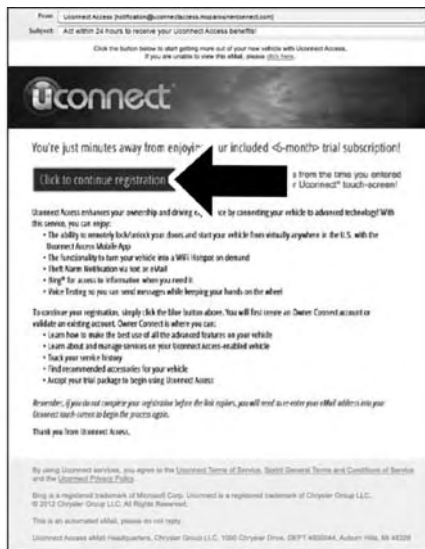 From: Uconnect Access [notification@uconnectaccess.moparownerconnect.com]
Subject: Act within 24 hours to receive your Uconnect Access benefits!
Click the button below to start getting more out of your new vehicle with Uconnect Access.
If you are unable to view this eMail, please click here.
uconnect
You're just minutes away from enjoying ur included <6-month> trial subscription!
Click to continue registration
s from the time you entered
r Uconnect® touch-screen!
Uconnect Access enhances your ownership and driving ex ce by connecting your vehicle to advanced technology! With
this service, you can enjoy:
• The ability to remotely lock/unlock your doors and start your vehicle from virtually anywhere in the U.S. with the
Uconnect Access Mobile App
• The functionality to turn your vehicle into a WiFi Hotspot on demand
• Theft Alarm Notification via text or eMail
• Bing® for access to information when you need it
• Voice Texting so you can send messages while keeping your hands on the wheel
To continue your registration, simply click the blue button above. You will first create an Owner Connect account or
validate an existing account. Owner Connect is where you can:
• Learn how to make the best use of all the advanced features on your vehicle
• Learn about and manage services on your Uconnect Access-enabled vehicle
• Track your service history
• Find recommended accessories for your vehicle
• Accept your trial package to begin using Uconnect Access
Remember, if you do not complete your registration before the link expires, you will need to re-enter your eMail address into your
Uconnect touch-screen to begin the process again.
Thank you from Uconnect Access.
By using Uconnect services, you agree to the Uconnect Terms of Service, Sprint General Terms and Conditions of Service
and the Uconnect Privacy Policy.
Bing is a registered trademark of Microsoft Corp. Uconnect is a registered trademark of Chrysler Group LLC.
© 2012 Chrysler Group LLC. All Rights Reserved.
This is an automated eMail, please do not reply.
Uconnect Access eMail Headquarters, Chrysler Group LLC, 1000 Chrysler Drive, DEPT #850044, Auburn Hills, MI 48326